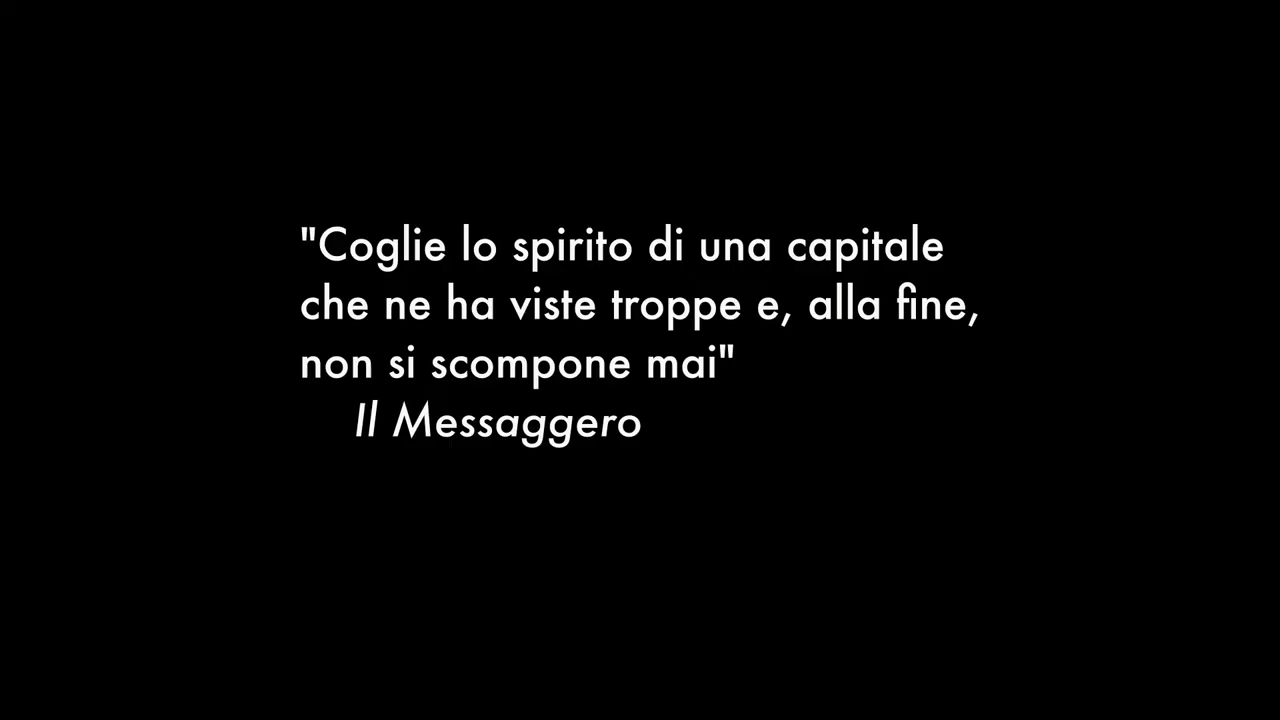 "Coglie lo spirito di una capitale
che ne ha viste troppe e, alla fine,
non si scompone mai"
Il Messaggero